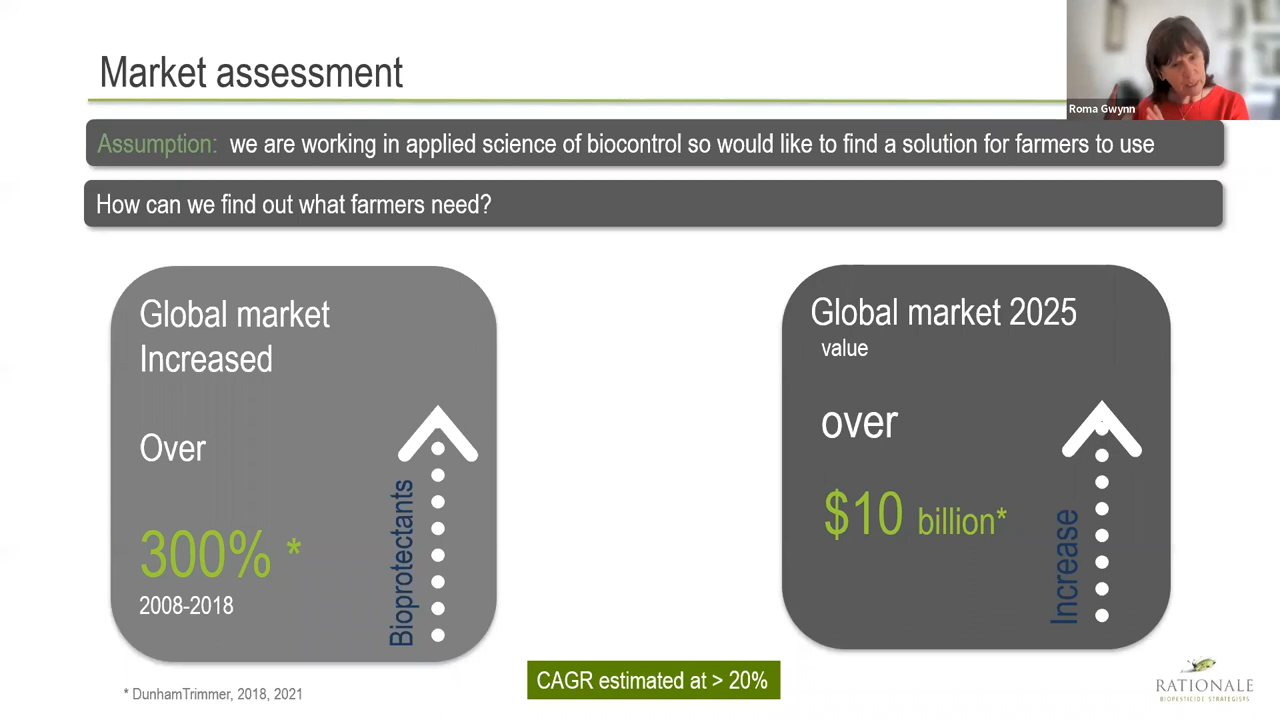 Market assessment
Roma Gwynn
Assumption: we are working in applied science of biocontrol so would like to find a solution for farmers to use
How can we find out what farmers need?
Global market
Increased
Over
300% *
2008-2018
Bioprotectants
Global market 2025
value
over
$10 billion*
Increase
CAGR estimated at > 20%
* DunhamTrimmer, 2018, 2021
RATIONALE
BIOPESTICIDE STRATEGISTS